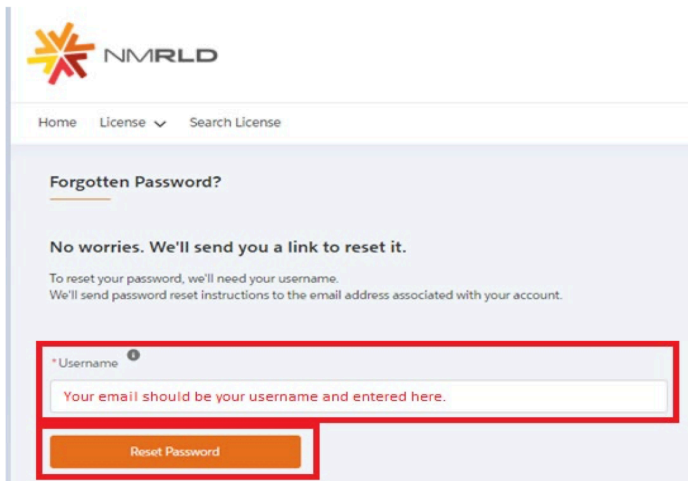 NMRLD
Home License Search License
Forgotten Password?
No worries. We'll send you a link to reset it.
To reset your password, we'll need your username.
We'll send password reset instructions to the email address associated with your account.
*Username
Your email should be your username and entered here.
Reset Password